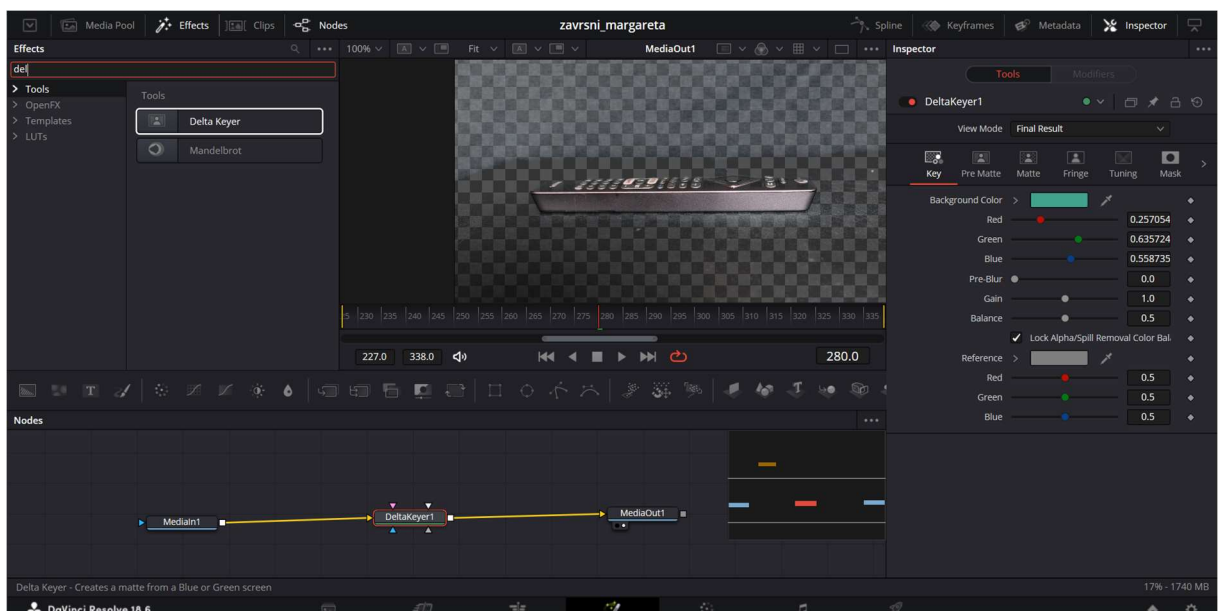 Media Pool Effects Clips Nodes zavrsni_margareta Spline Keyframes Metadata Inspector
Effects 100% Fit MediaOut1 Inspector
del
Tools Modifiers
> Tools
> OpenFX
> Templates
> LUTs
Tools
Delta Keyer
Mandelbrot
DeltaKeyer1
View Mode Final Result
Key Pre Matte Matte Fringe Tuning Mask
Background Color
Red 0.257054
Green 0.635724
Blue 0.558735
Pre-Blur 0.0
Gain 1.0
Balance 0.5
Lock Alpha/Spill Removal Color Bal
Reference
Red 0.5
Green 0.5
Blue 0.5
230 235 240 245 250 255 260 265 270 275 280 285 290 295 300 305 310 315 320 325 330 335
227.0 338.0 280.0
T
Nodes
MediaIn1 DeltaKeyer1 MediaOut1
Delta Keyer - Creates a matte from a Blue or Green screen 17% - 1740 MB
DaVinci Resolve 18.6